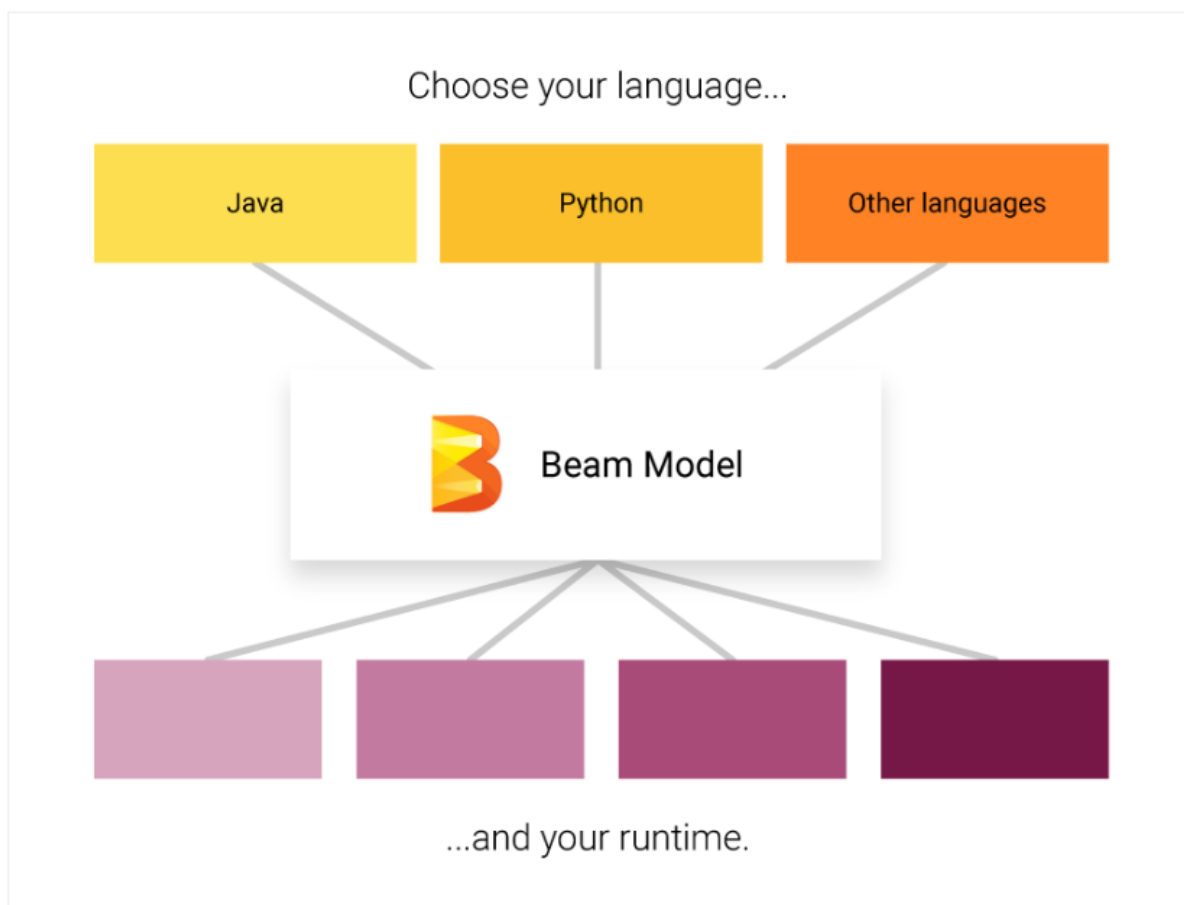 Choose your language...
Java
Python
Other languages
Beam Model
...and your runtime.